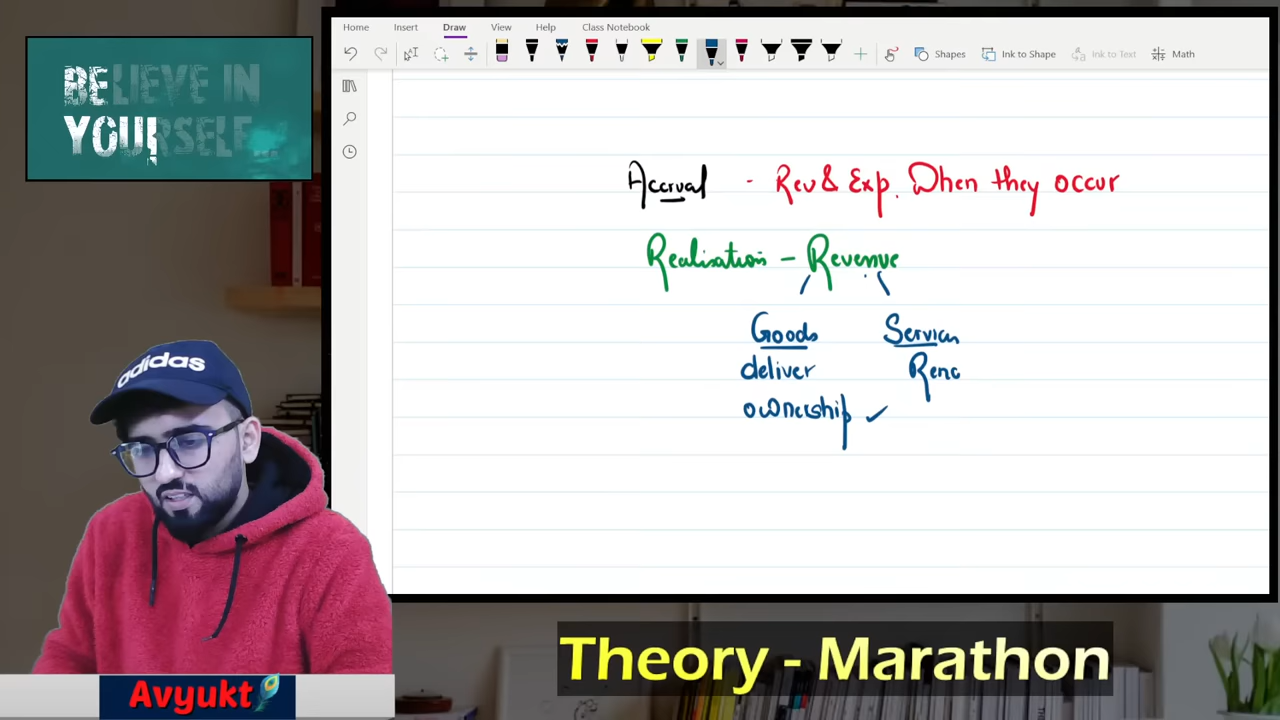 Home Insert Draw View Help Class Notebook
Shapes Ink to Shape Ink to Text Math
BELIEVE IN
YOURSELF...
Accrual - Rev & Exp. When they occur
Realisation - Revenue
Goods Services
deliver Rend
ownership ✓
adidas
Theory - Marathon
Avyukt